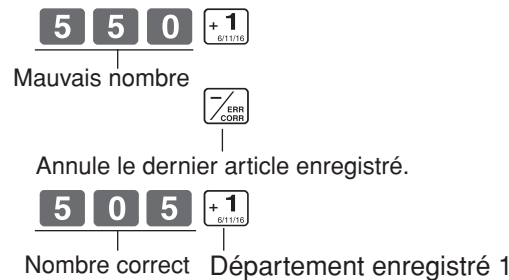 5 5 0 + 1 6/11/16
Mauvais nombre
–/ERR CORR
Annule le dernier article enregistré.
5 0 5 + 1 6/11/16
Nombre correct Département enregistré 1